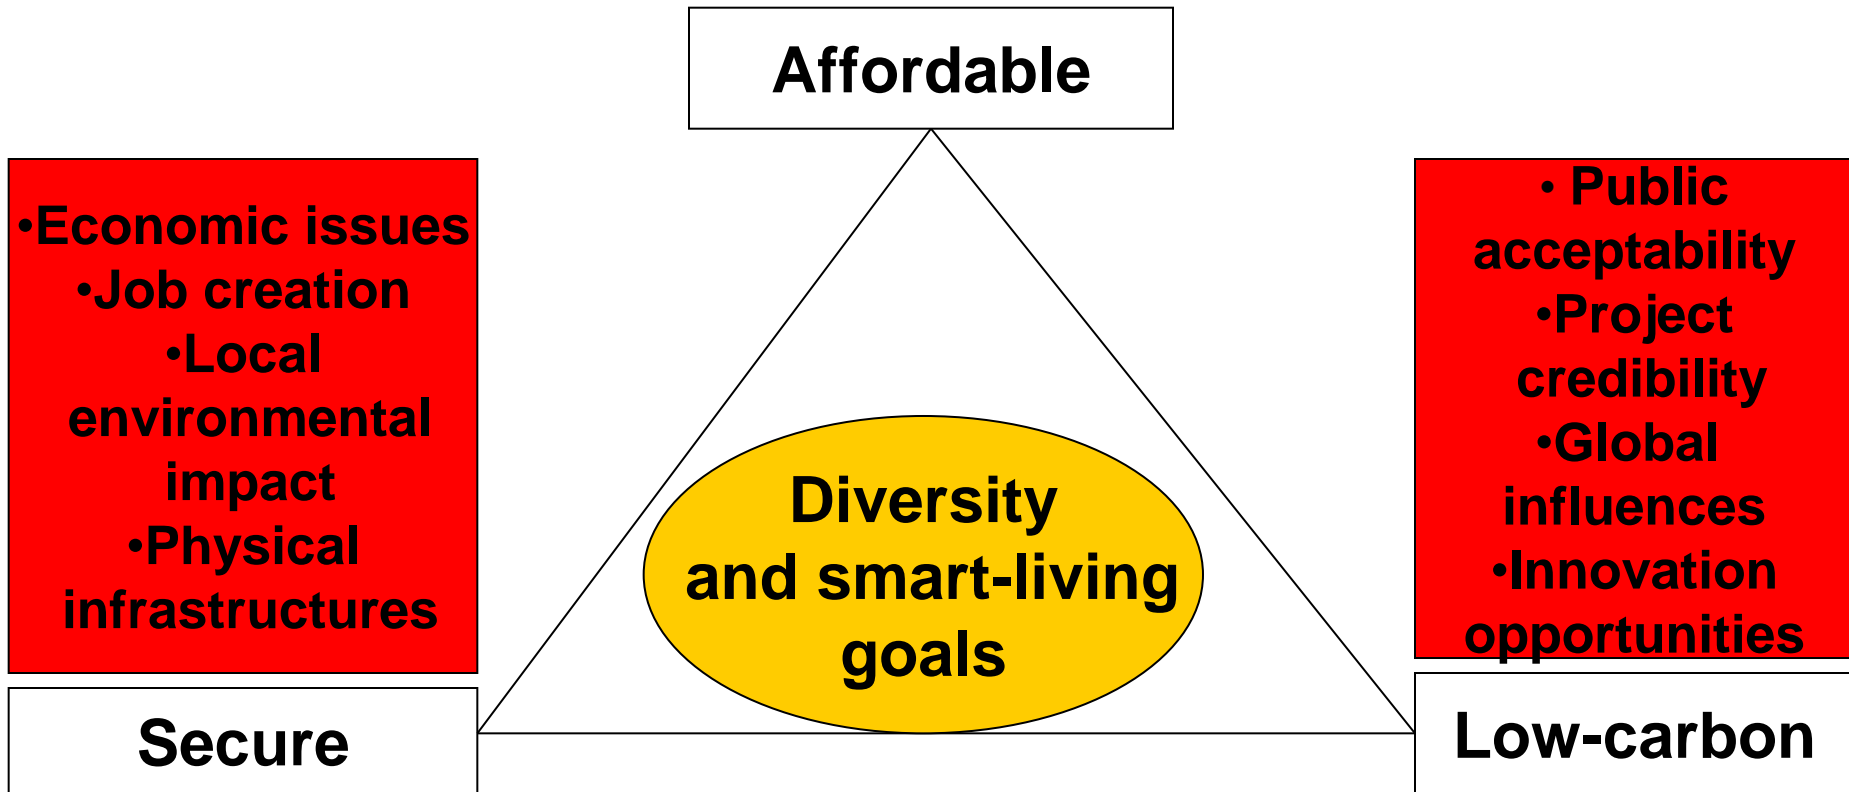 Affordable
•Economic issues
•Job creation
•Local
environmental
impact
•Physical
infrastructures
• Public
acceptability
•Project
credibility
•Global
influences
•Innovation
opportunities
Diversity
and smart-living
goals
Secure
Low-carbon